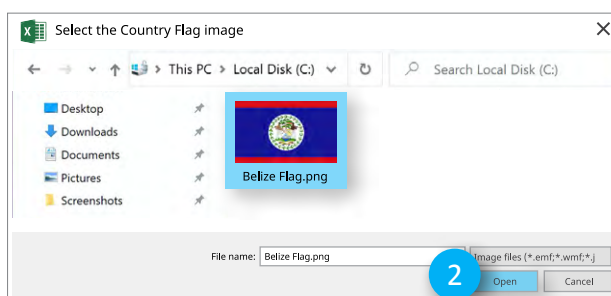 Select the Country Flag image
This PC > Local Disk (C:)
Search Local Disk (C:)
Desktop
Downloads
Documents
Pictures
Screenshots
Belize Flag.png
File name: Belize Flag.png
Image files (*.emf;*.wmf;*.j
2
Open
Cancel